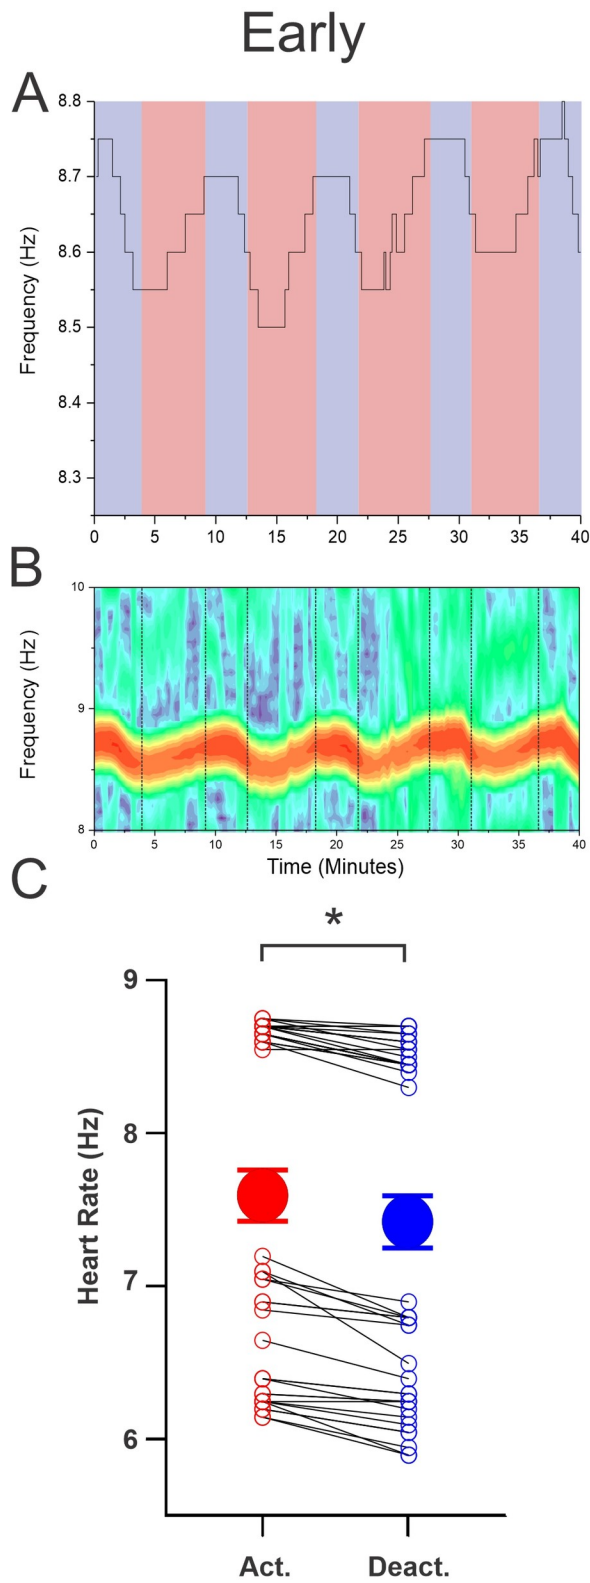 Early
A
8.8
8.7
8.6
8.5
8.4
8.3
Frequency (Hz)
0 5 10 15 20 25 30 35 40
B
10
9
8
Frequency (Hz)
0 5 10 15 20 25 30 35 40
Time (Minutes)
C
*
9
8
7
6
Heart Rate (Hz)
Act. Deact.